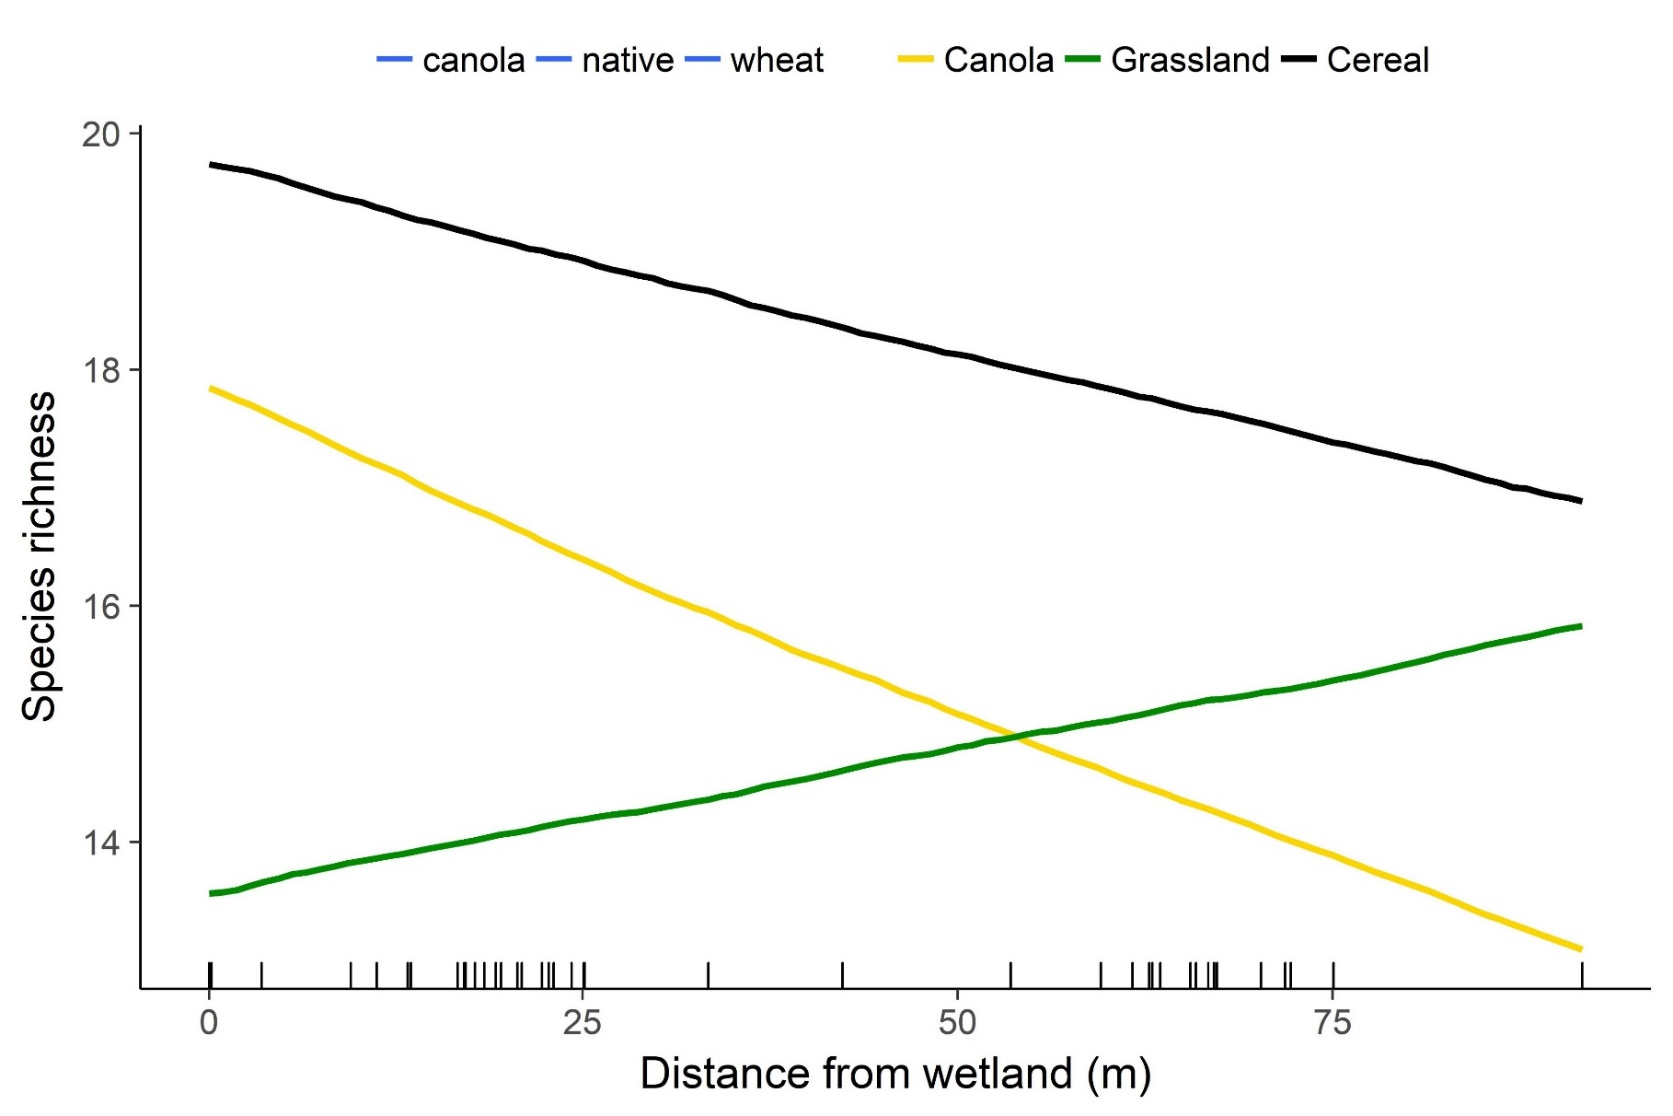 canola native wheat Canola Grassland Cereal
20
18
16
14
Species richness
0 25 50 75
Distance from wetland (m)